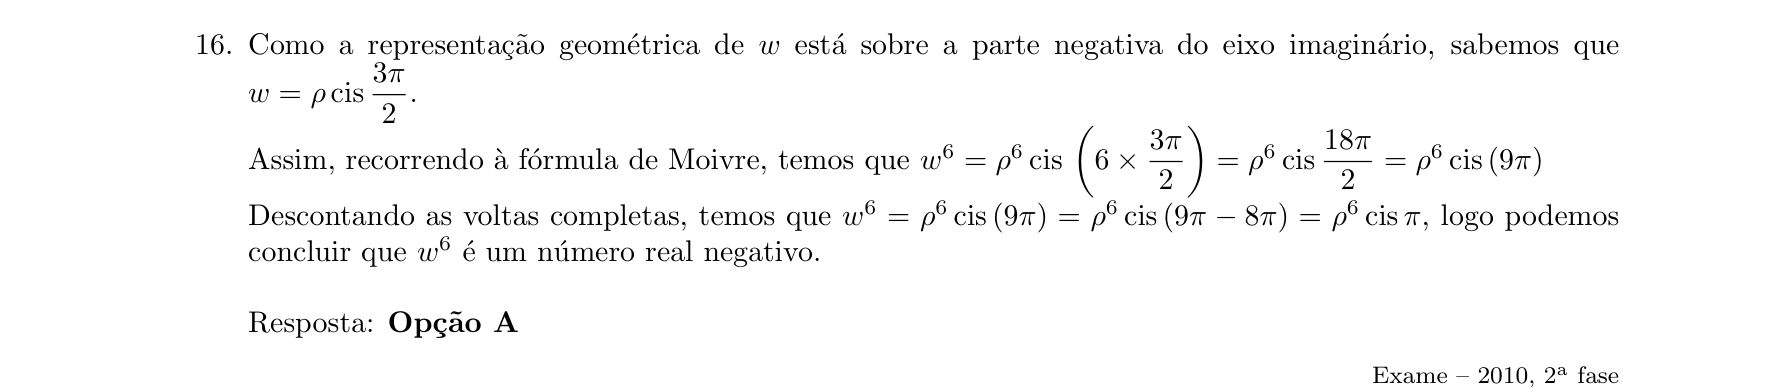 16. Como a representação geométrica de w está sobre a parte negativa do eixo imaginário, sabemos que
w = ρ cis 3π/2.
Assim, recorrendo à fórmula de Moivre, temos que w⁶ = ρ⁶ cis (6 × 3π/2) = ρ⁶ cis 18π/2 = ρ⁶ cis (9π)
Descontando as voltas completas, temos que w⁶ = ρ⁶ cis (9π) = ρ⁶ cis (9π − 8π) = ρ⁶ cis π, logo podemos
concluir que w⁶ é um número real negativo.
Resposta: Opção A
Exame – 2010, 2ª fase